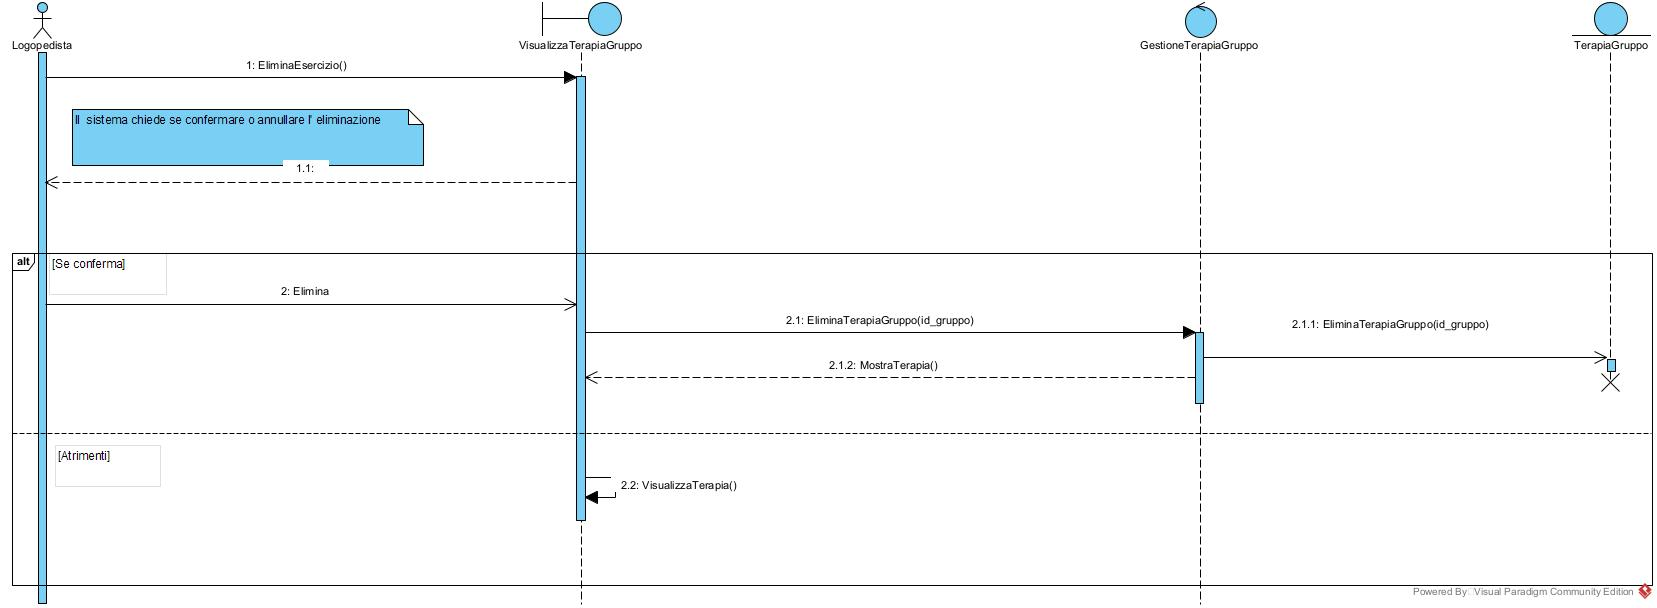 Logopedista
VisualizzaTerapiaGruppo
GestioneTerapiaGruppo
TerapiaGruppo
1: EliminaEsercizio()
Il  sistema chiede se confermare o annullare l' eliminazione
1.1:
alt
[Se conferma]
2: Elimina
2.1: EliminaTerapiaGruppo(id_gruppo)
2.1.1: EliminaTerapiaGruppo(id_gruppo)
2.1.2: MostraTerapia()
[Atrimenti]
2.2: VisualizzaTerapia()
Powered By: Visual Paradigm Community Edition